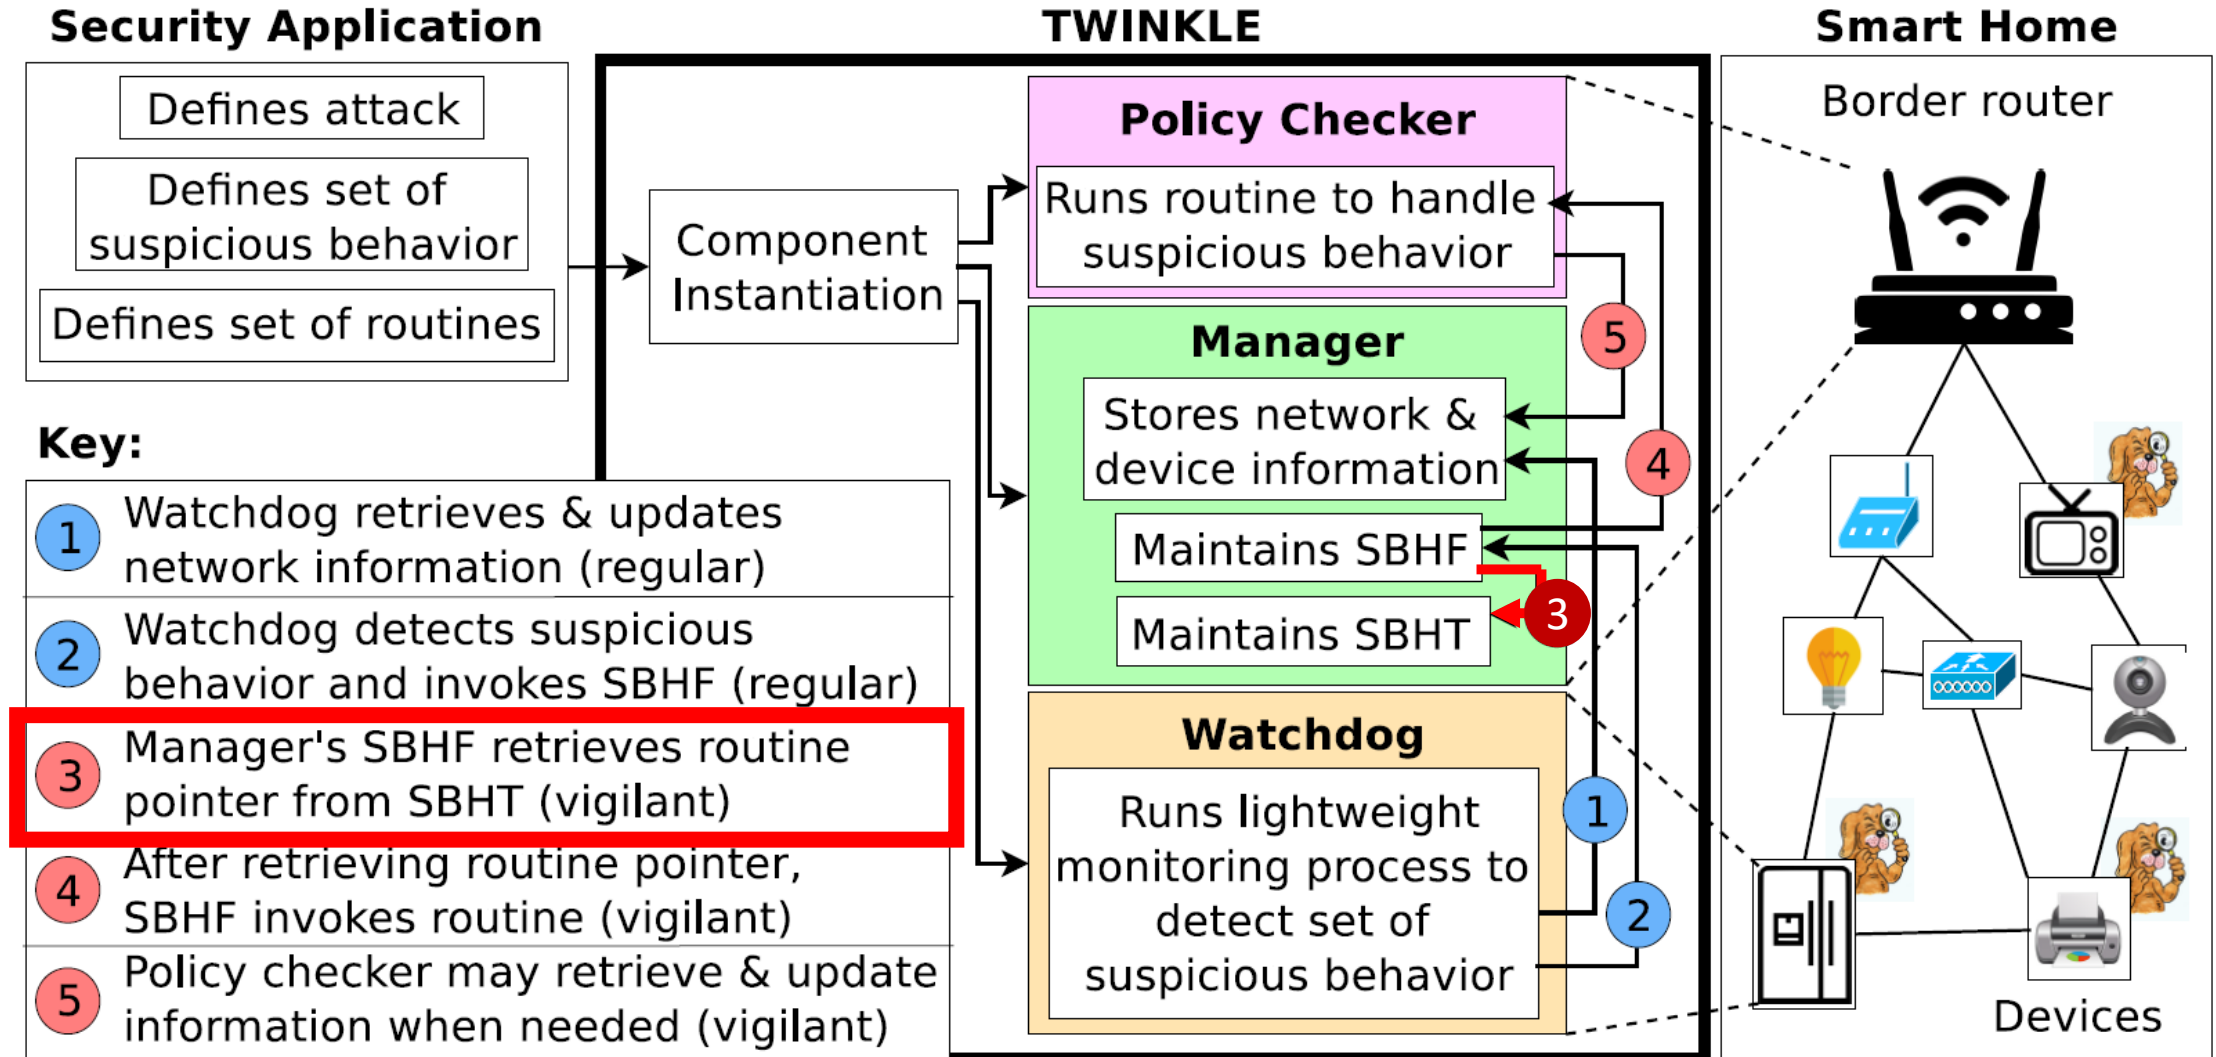 Security Application
Defines attack
Defines set of
suspicious behavior
Defines set of routines
Key:
1
Watchdog retrieves & updates
network information (regular)
2
Watchdog detects suspicious
behavior and invokes SBHF (regular)
3
Manager's SBHF retrieves routine
pointer from SBHT (vigilant)
4
After retrieving routine pointer,
SBHF invokes routine (vigilant)
5
Policy checker may retrieve & update
information when needed (vigilant)
TWINKLE
Component
Instantiation
Policy Checker
Runs routine to handle
suspicious behavior
Manager
Stores network &
device information
Maintains SBHF
Maintains SBHT
Watchdog
Runs lightweight
monitoring process to
detect set of
suspicious behavior
5
4
3
1
2
Smart Home
Border router
Devices